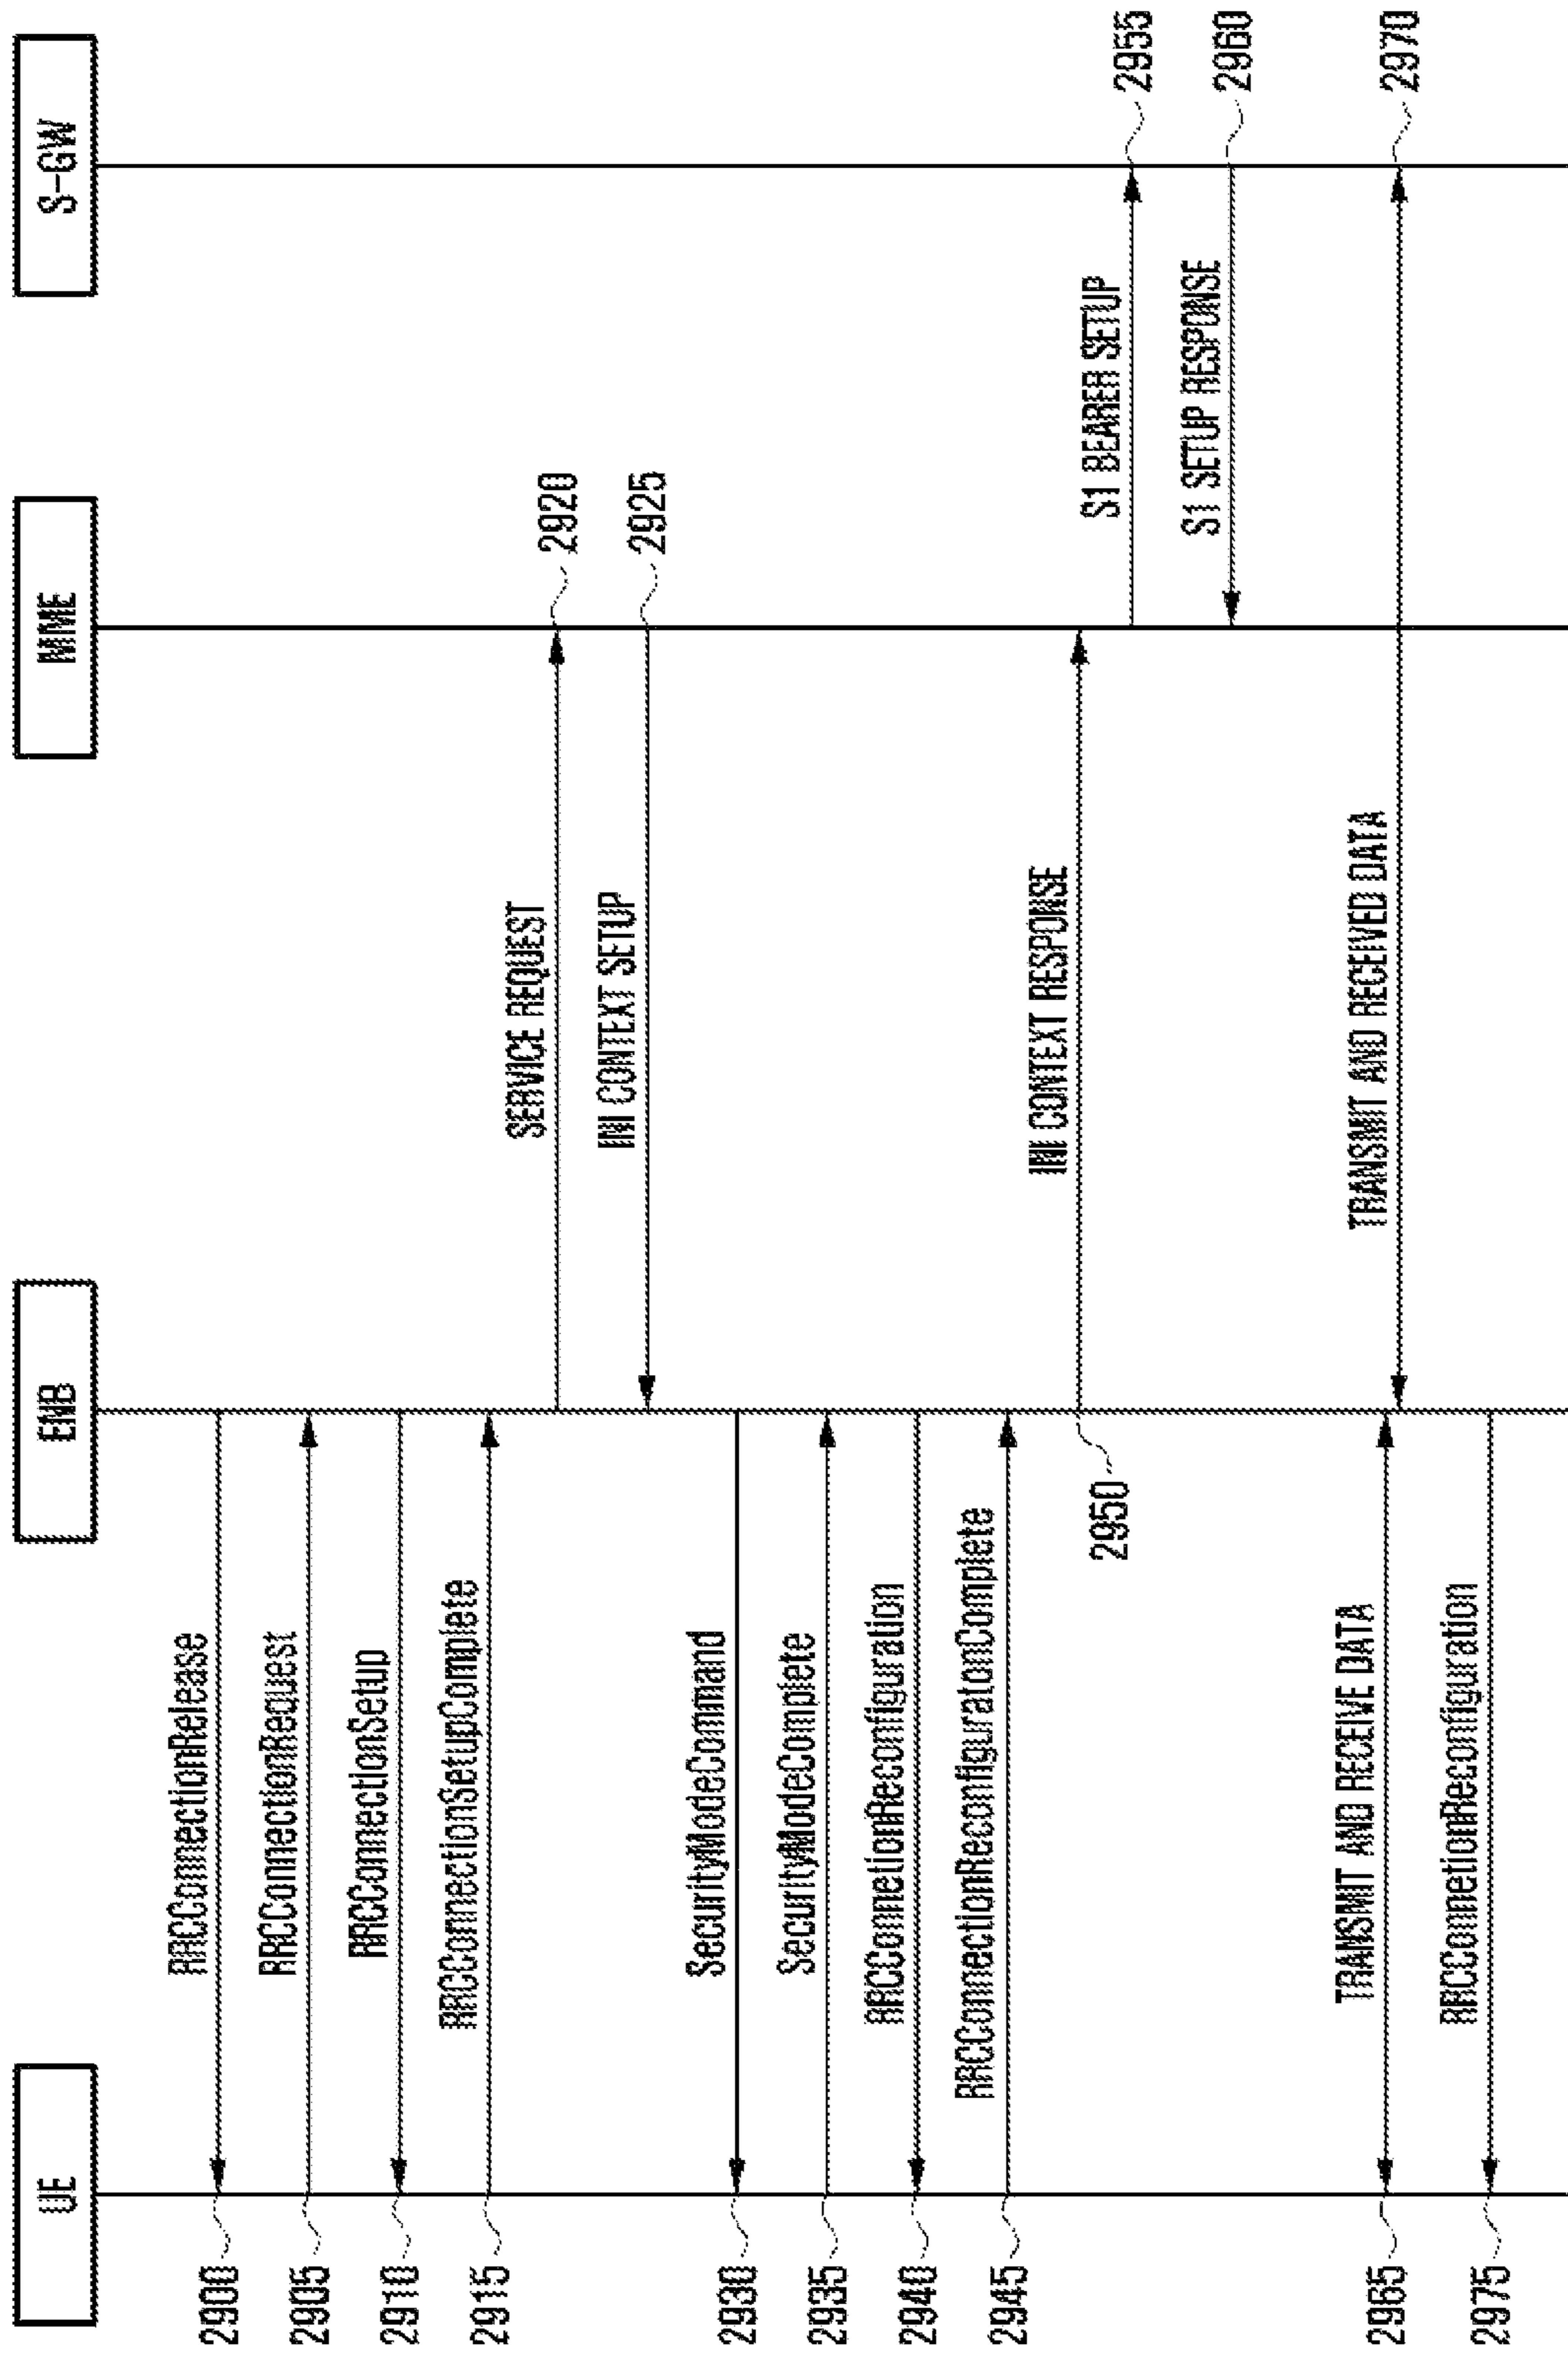 UE
ENB
MME
S-GW
2900
RRCConnectionRelease
2905
RRCConnectionRequest
2910
RRConnectionSetup
2915
RRCConnectionSetupComplete
SERVICE REQUEST
2920
INI CONTEXT SETUP
2925
2930
SecurityModeCommand
2935
SecurityModeComplete
2940
RRCConnetionReconfiguration
2945
RRCConnectionReconfiguratonComplete
2950
INI CONTEXT RESPONSE
S1 BEARER SETUP
2955
S1 SETUP RESPONSE
2960
2965
TRANSMIT AND RECEIVE DATA
TRANSMIT AND RECEIVED DATA
2970
2975
RRCConnetionReconfiguration